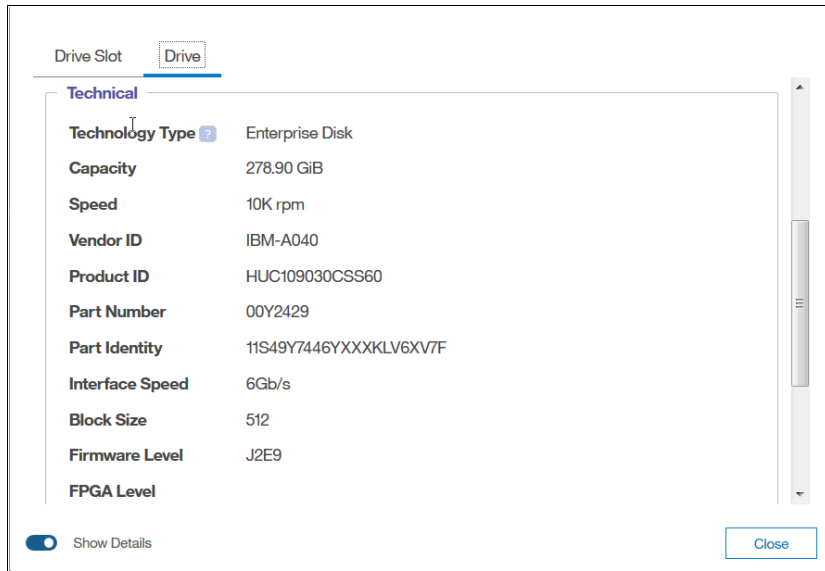 Drive Slot Drive
Technical
Technology Type ? Enterprise Disk
Capacity 278.90 GiB
Speed 10K rpm
Vendor ID IBM-A040
Product ID HUC109030CSS60
Part Number 00Y2429
Part Identity 11S49Y7446YXXXKLV6XV7F
Interface Speed 6Gb/s
Block Size 512
Firmware Level J2E9
FPGA Level
Show Details Close